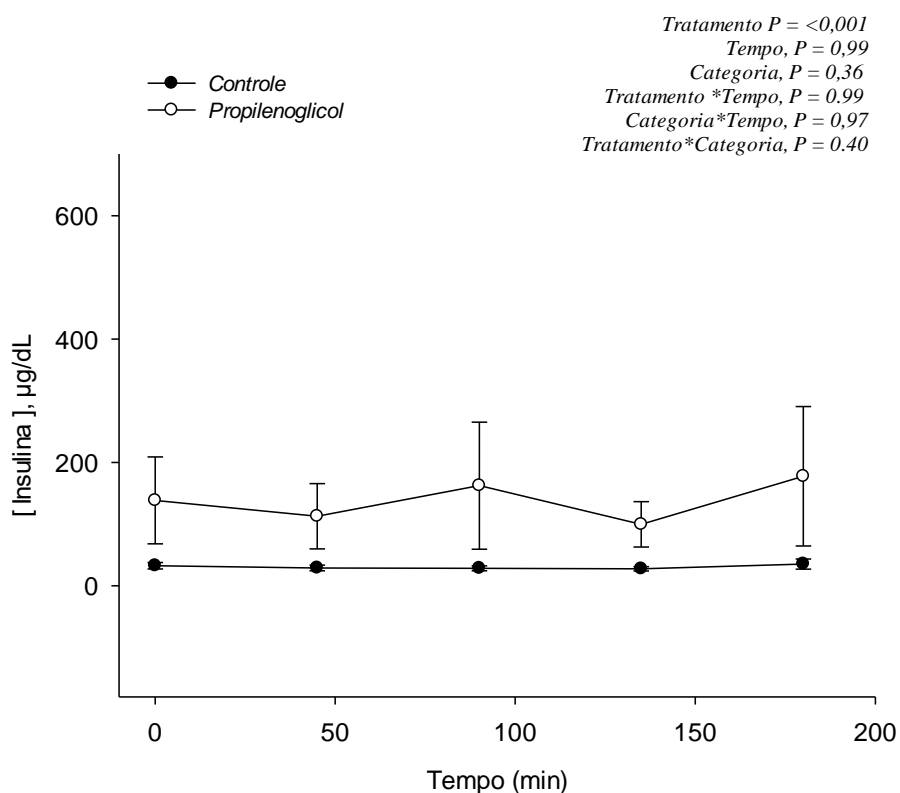 Tratamento P = <0,001
Tempo, P = 0,99
Categoria, P = 0,36
Tratamento *Tempo, P = 0.99
Categoria*Tempo, P = 0,97
Tratamento*Categoria, P = 0.40
Controle
Propilenoglicol
600
400
200
0
[ Insulina ], µg/dL
0 50 100 150 200
Tempo (min)